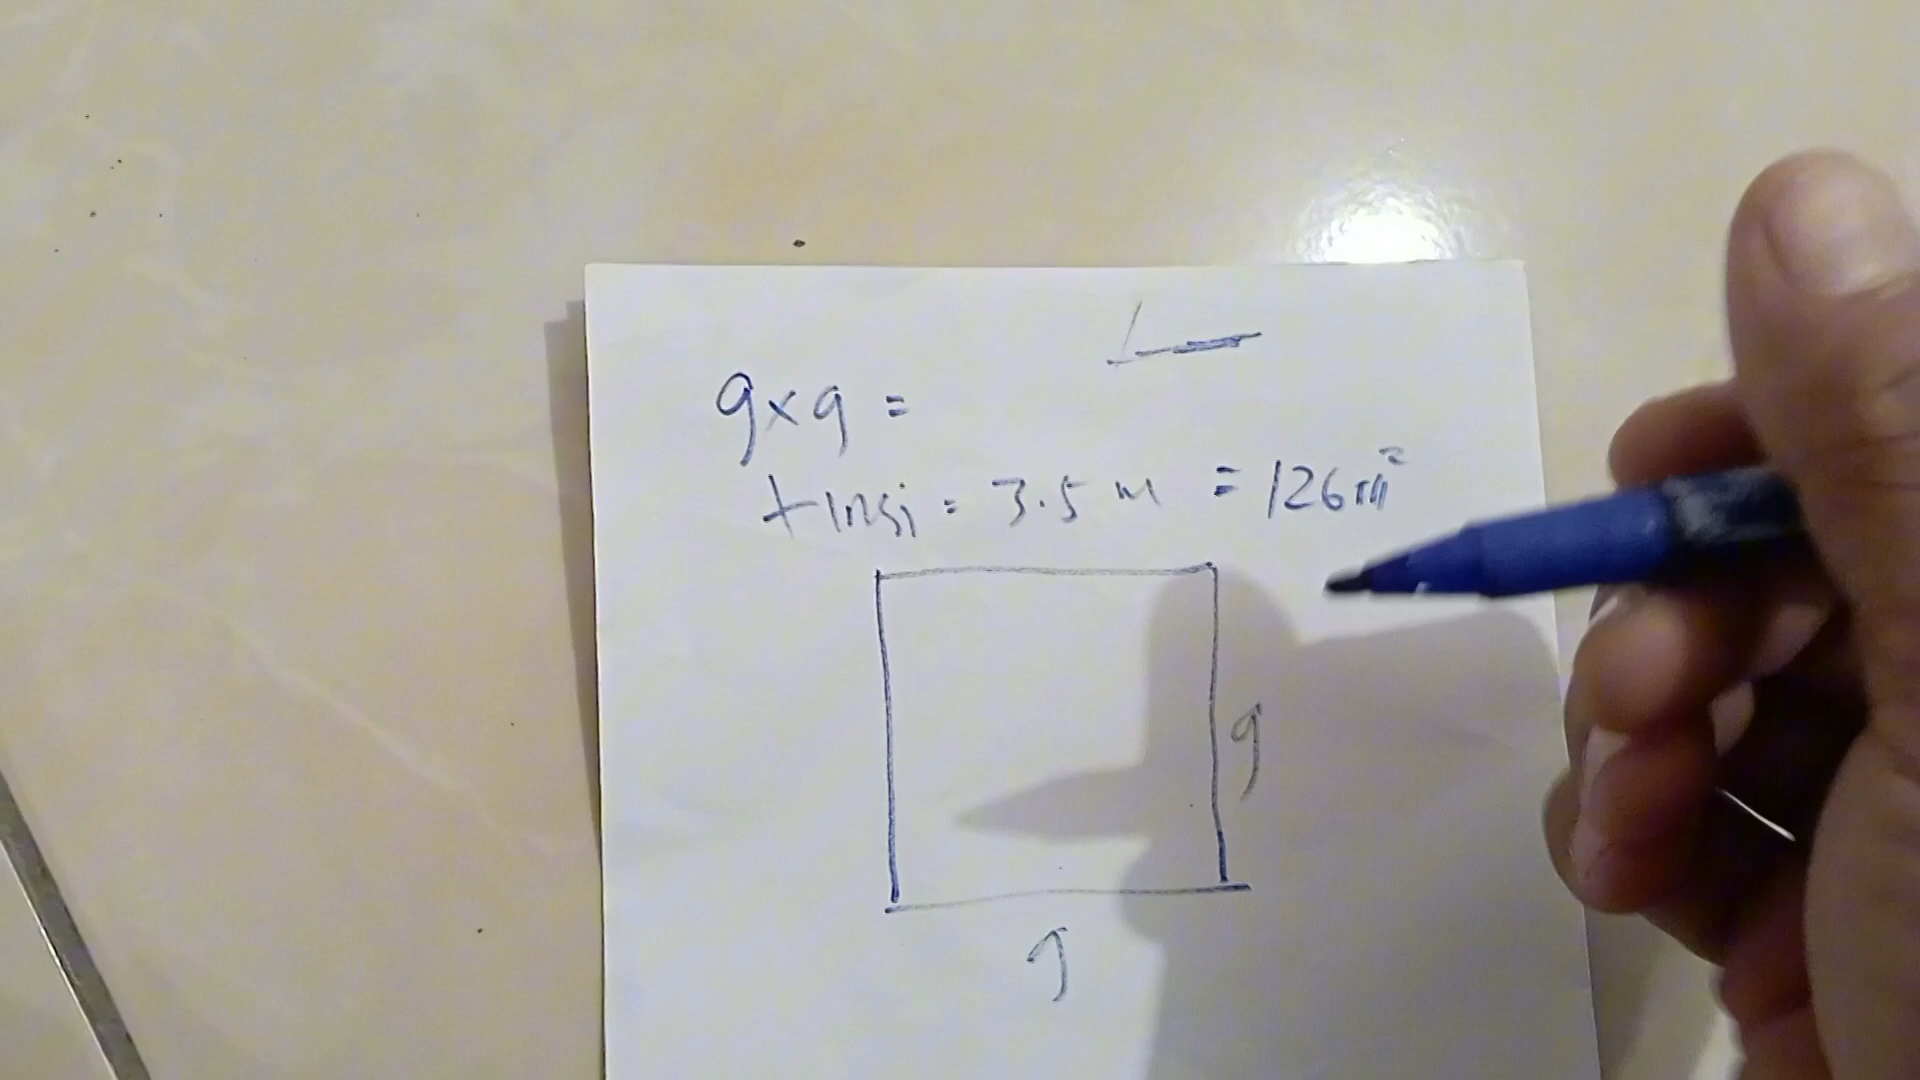 9x9 =
tinggi = 3.5 m = 126 m²
9
9